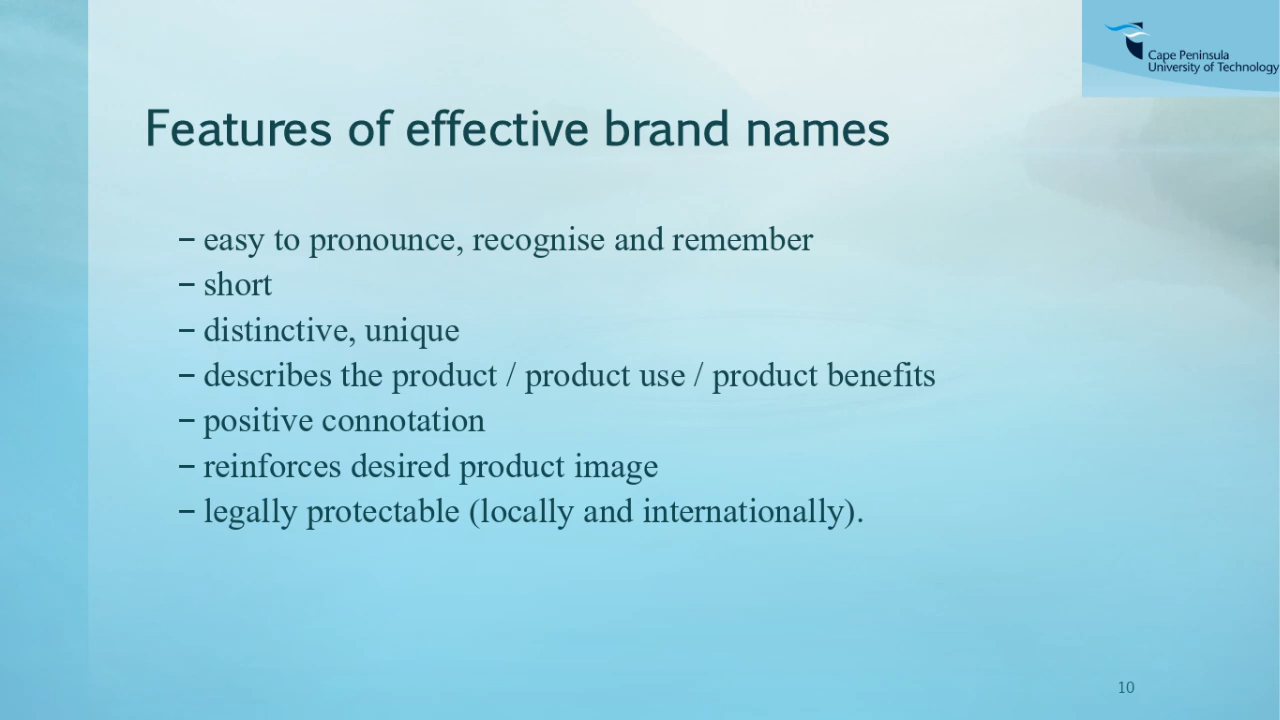 Cape Peninsula
University of Technology
Features of effective brand names
– easy to pronounce, recognise and remember
– short
– distinctive, unique
– describes the product / product use / product benefits
– positive connotation
– reinforces desired product image
– legally protectable (locally and internationally).
10